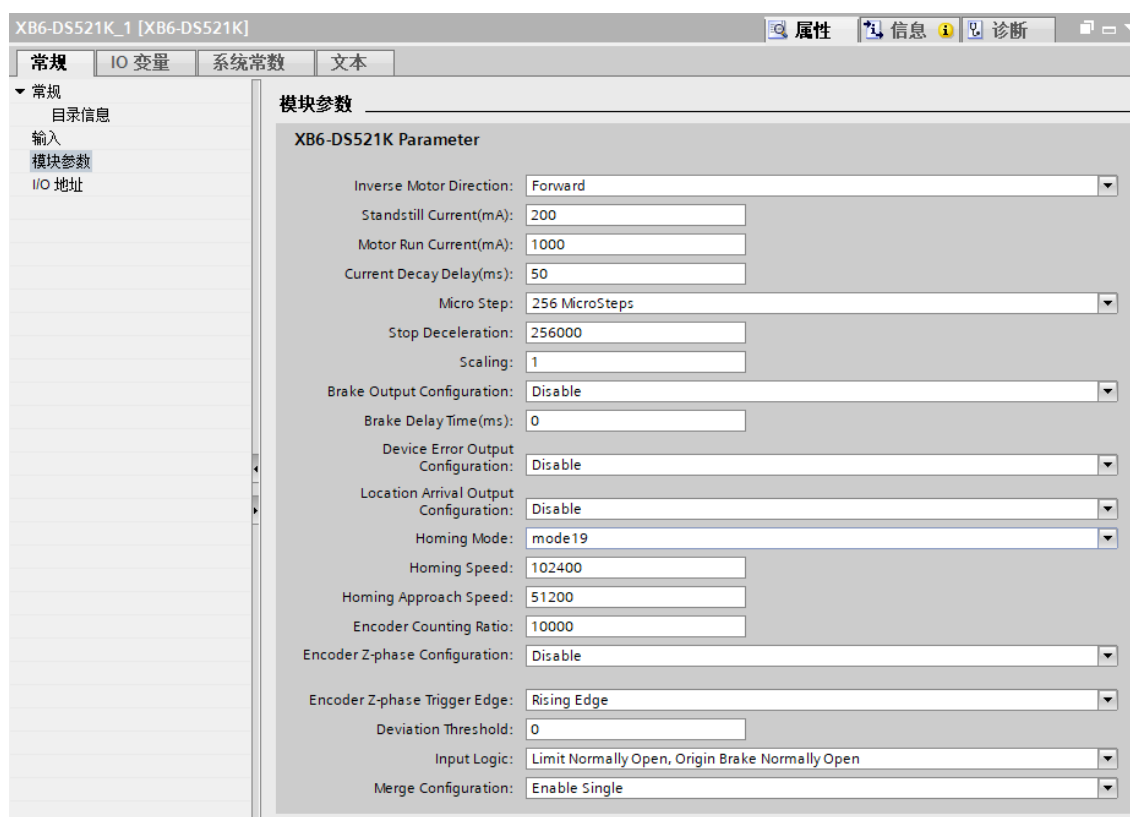 XB6-DS521K_1 [XB6-DS521K]
属性
信息
诊断
常规
IO 变量
系统常数
文本
常规
目录信息
输入
模块参数
I/O 地址
模块参数
XB6-DS521K Parameter
Inverse Motor Direction: Forward
Standstill Current(mA): 200
Motor Run Current(mA): 1000
Current Decay Delay(ms): 50
Micro Step: 256 MicroSteps
Stop Deceleration: 256000
Scaling: 1
Brake Output Configuration: Disable
Brake Delay Time(ms): 0
Device Error Output
Configuration: Disable
Location Arrival Output
Configuration: Disable
Homing Mode: mode19
Homing Speed: 102400
Homing Approach Speed: 51200
Encoder Counting Ratio: 10000
Encoder Z-phase Configuration: Disable
Encoder Z-phase Trigger Edge: Rising Edge
Deviation Threshold: 0
Input Logic: Limit Normally Open, Origin Brake Normally Open
Merge Configuration: Enable Single